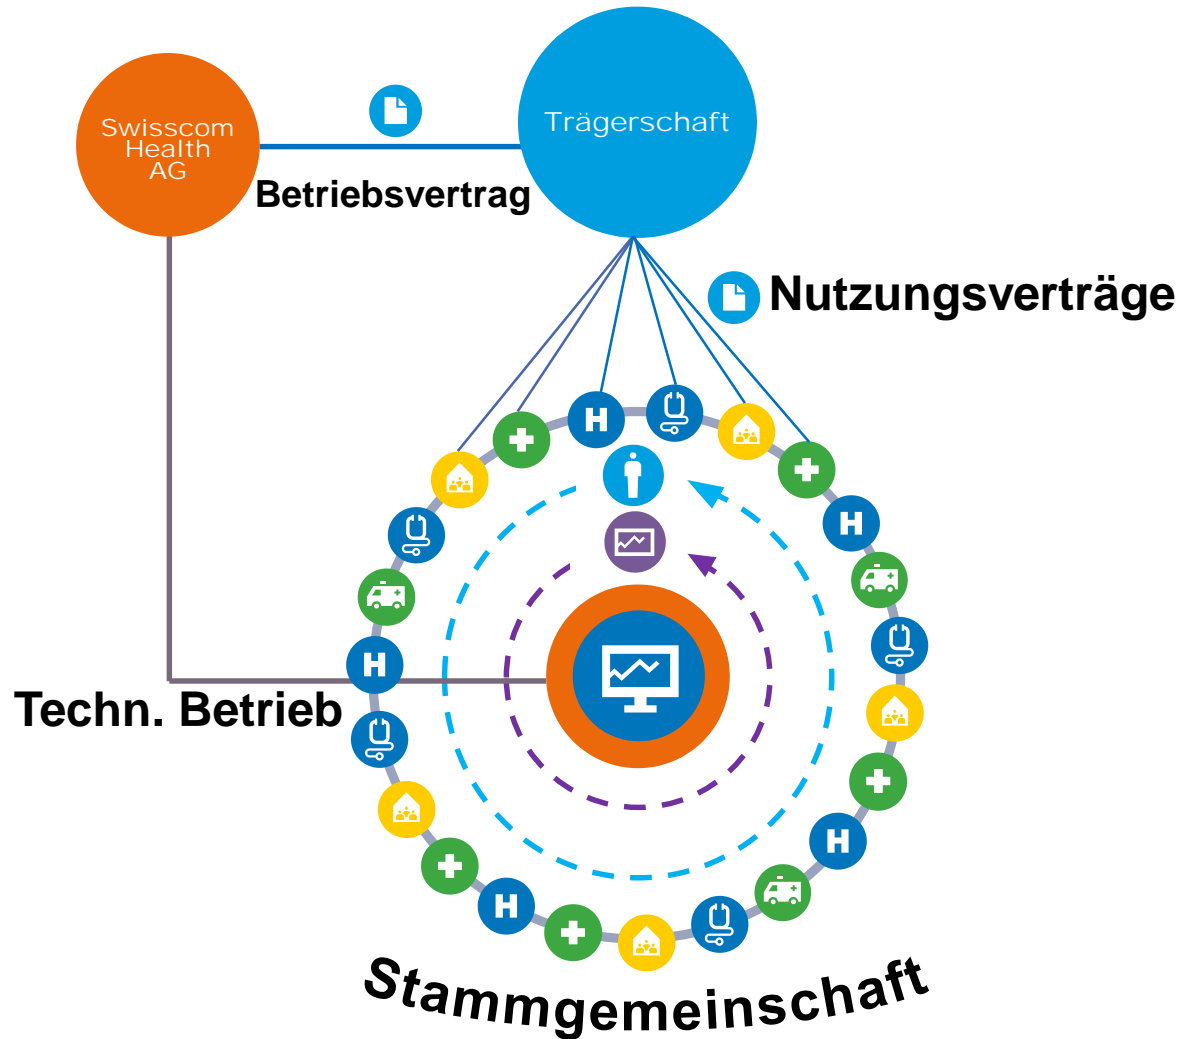 Swisscom
Health
AG
Trägerschaft
Betriebsvertrag
Nutzungsverträge
H
H
H
H
H
H
Techn. Betrieb
Stammgemeinschaft